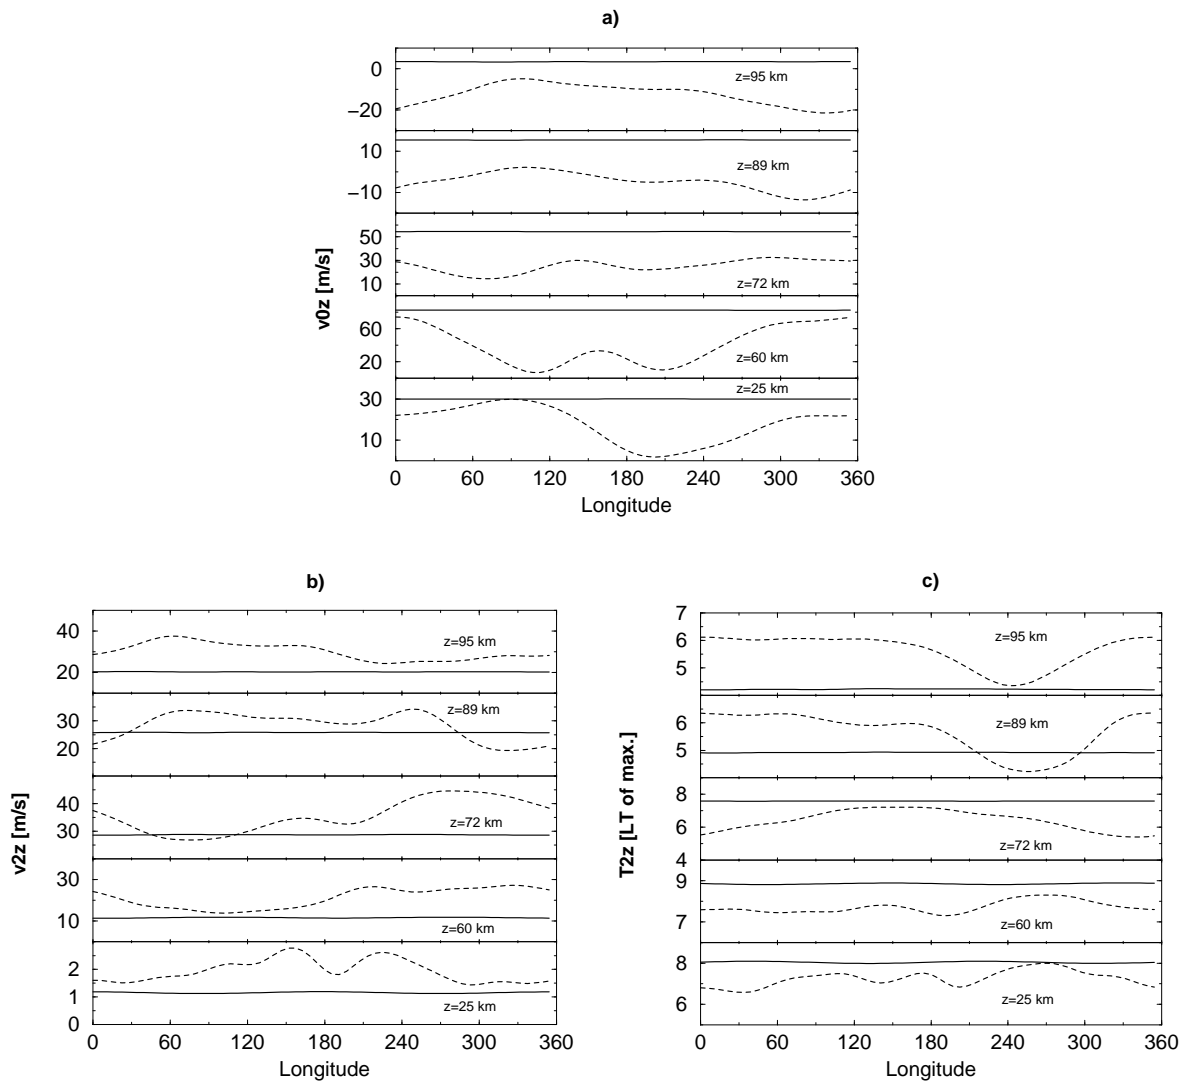 a)
0
−20
z=95 km
10
−10
z=89 km
50
30
10
z=72 km
60
20
z=60 km
30
10
z=25 km
v0z [m/s]
0 60 120 180 240 300 360
Longitude
b)
40
20
z=95 km
30
20
z=89 km
40
30
z=72 km
30
10
z=60 km
2
1
0
z=25 km
v2z [m/s]
0 60 120 180 240 300 360
Longitude
c)
7
6
5
z=95 km
6
5
z=89 km
8
6
4
z=72 km
9
7
z=60 km
8
6
z=25 km
T2z [LT of max.]
0 60 120 180 240 300 360
Longitude